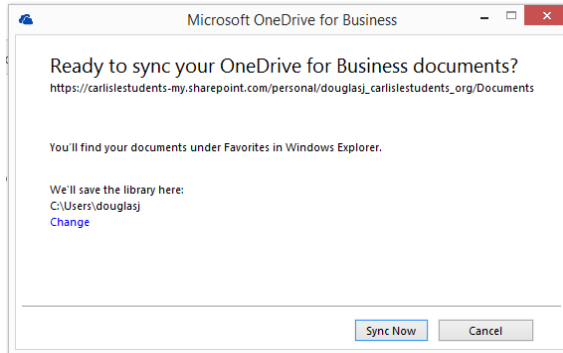 Microsoft OneDrive for Business
Ready to sync your OneDrive for Business documents?
https://carlislestudents-my.sharepoint.com/personal/douglasj_carlislestudents_org/Documents
You'll find your documents under Favorites in Windows Explorer.
We'll save the library here:
C:\Users\douglasj
Change
Sync Now Cancel